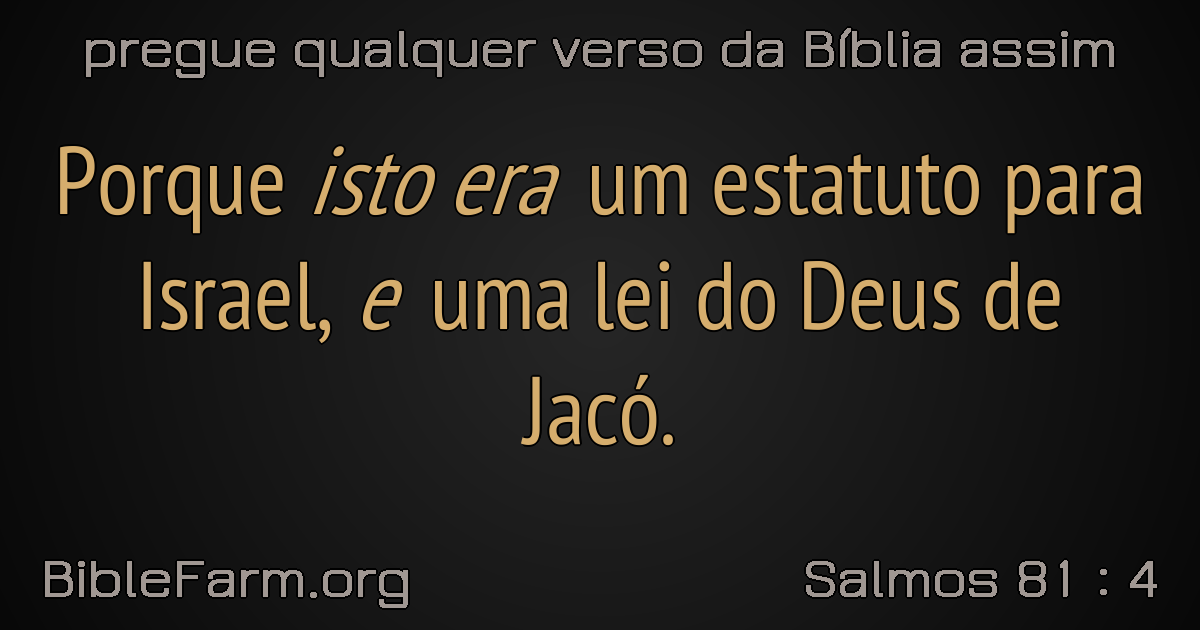 pregue qualquer verso da Bíblia assim
Porque isto era um estatuto para
Israel, e uma lei do Deus de
Jacó.
BibleFarm.org
Salmos 81 : 4